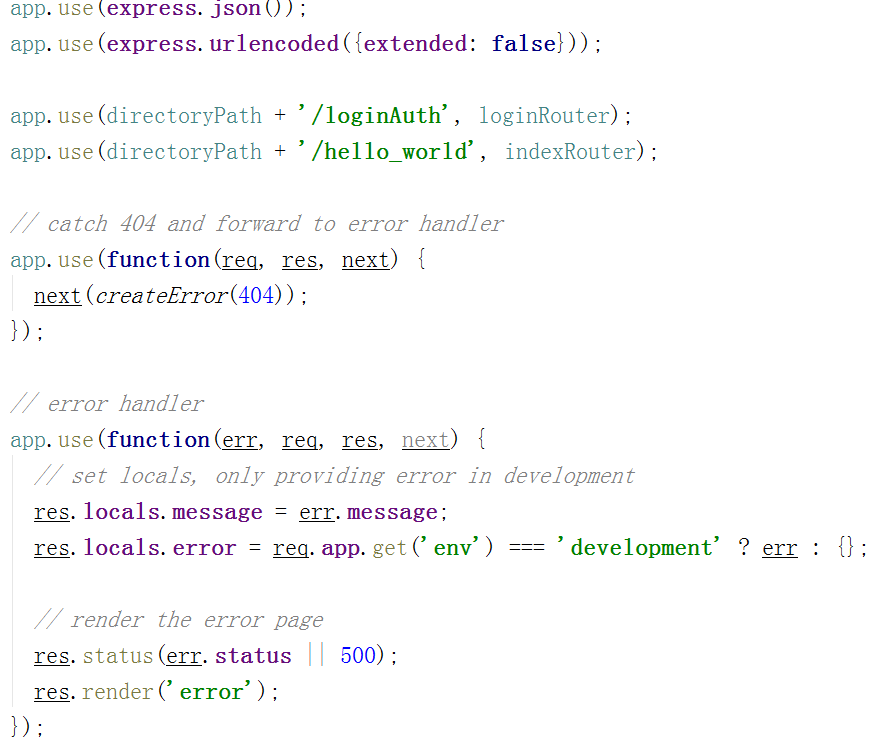 app.use(express.json());
app.use(express.urlencoded({extended: false}));
app.use(directoryPath + '/loginAuth', loginRouter);
app.use(directoryPath + '/hello_world', indexRouter);
// catch 404 and forward to error handler
app.use(function(req, res, next) {
  next(createError(404));
});
// error handler
app.use(function(err, req, res, next) {
  // set locals, only providing error in development
  res.locals.message = err.message;
  res.locals.error = req.app.get('env') === 'development' ? err : {};
  // render the error page
  res.status(err.status || 500);
  res.render('error');
});